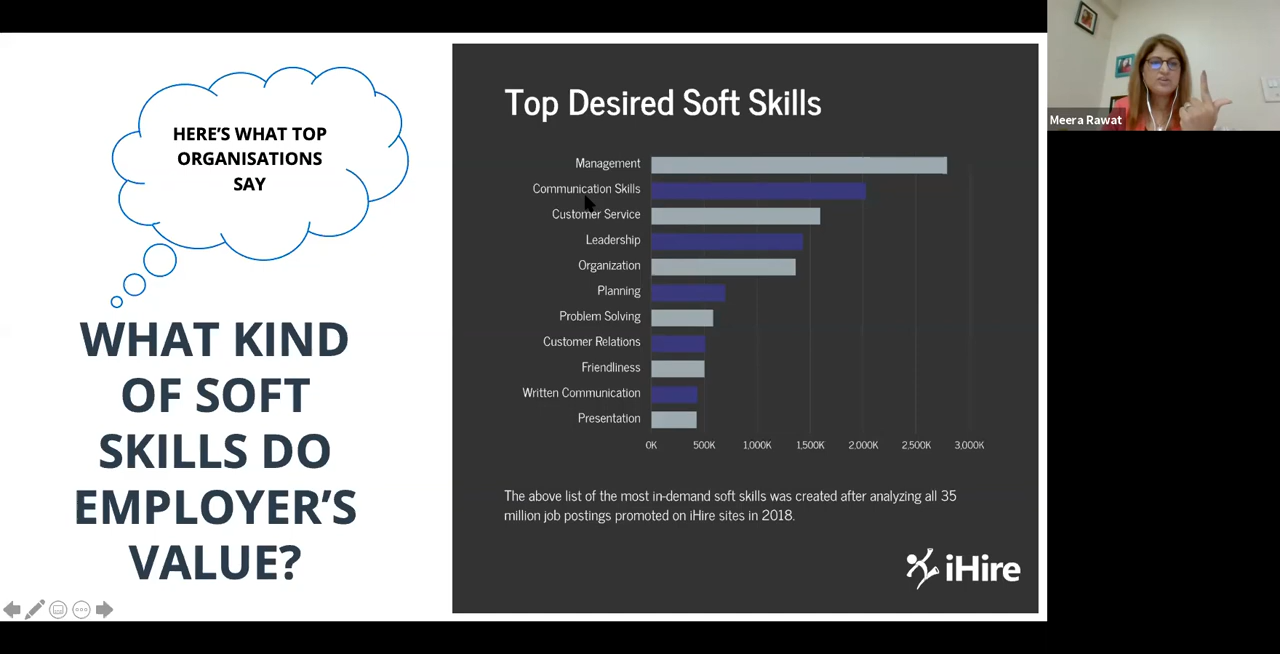 HERE'S WHAT TOP
ORGANISATIONS
SAY
WHAT KIND
OF SOFT
SKILLS DO
EMPLOYER'S
VALUE?
Top Desired Soft Skills
Management
Communication Skills
Customer Service
Leadership
Organization
Planning
Problem Solving
Customer Relations
Friendliness
Written Communication
Presentation
0K 500K 1,000K 1,500K 2,000K 2,500K 3,000K
The above list of the most in-demand soft skills was created after analyzing all 35
million job postings promoted on iHire sites in 2018.
iHire
Meera Rawat